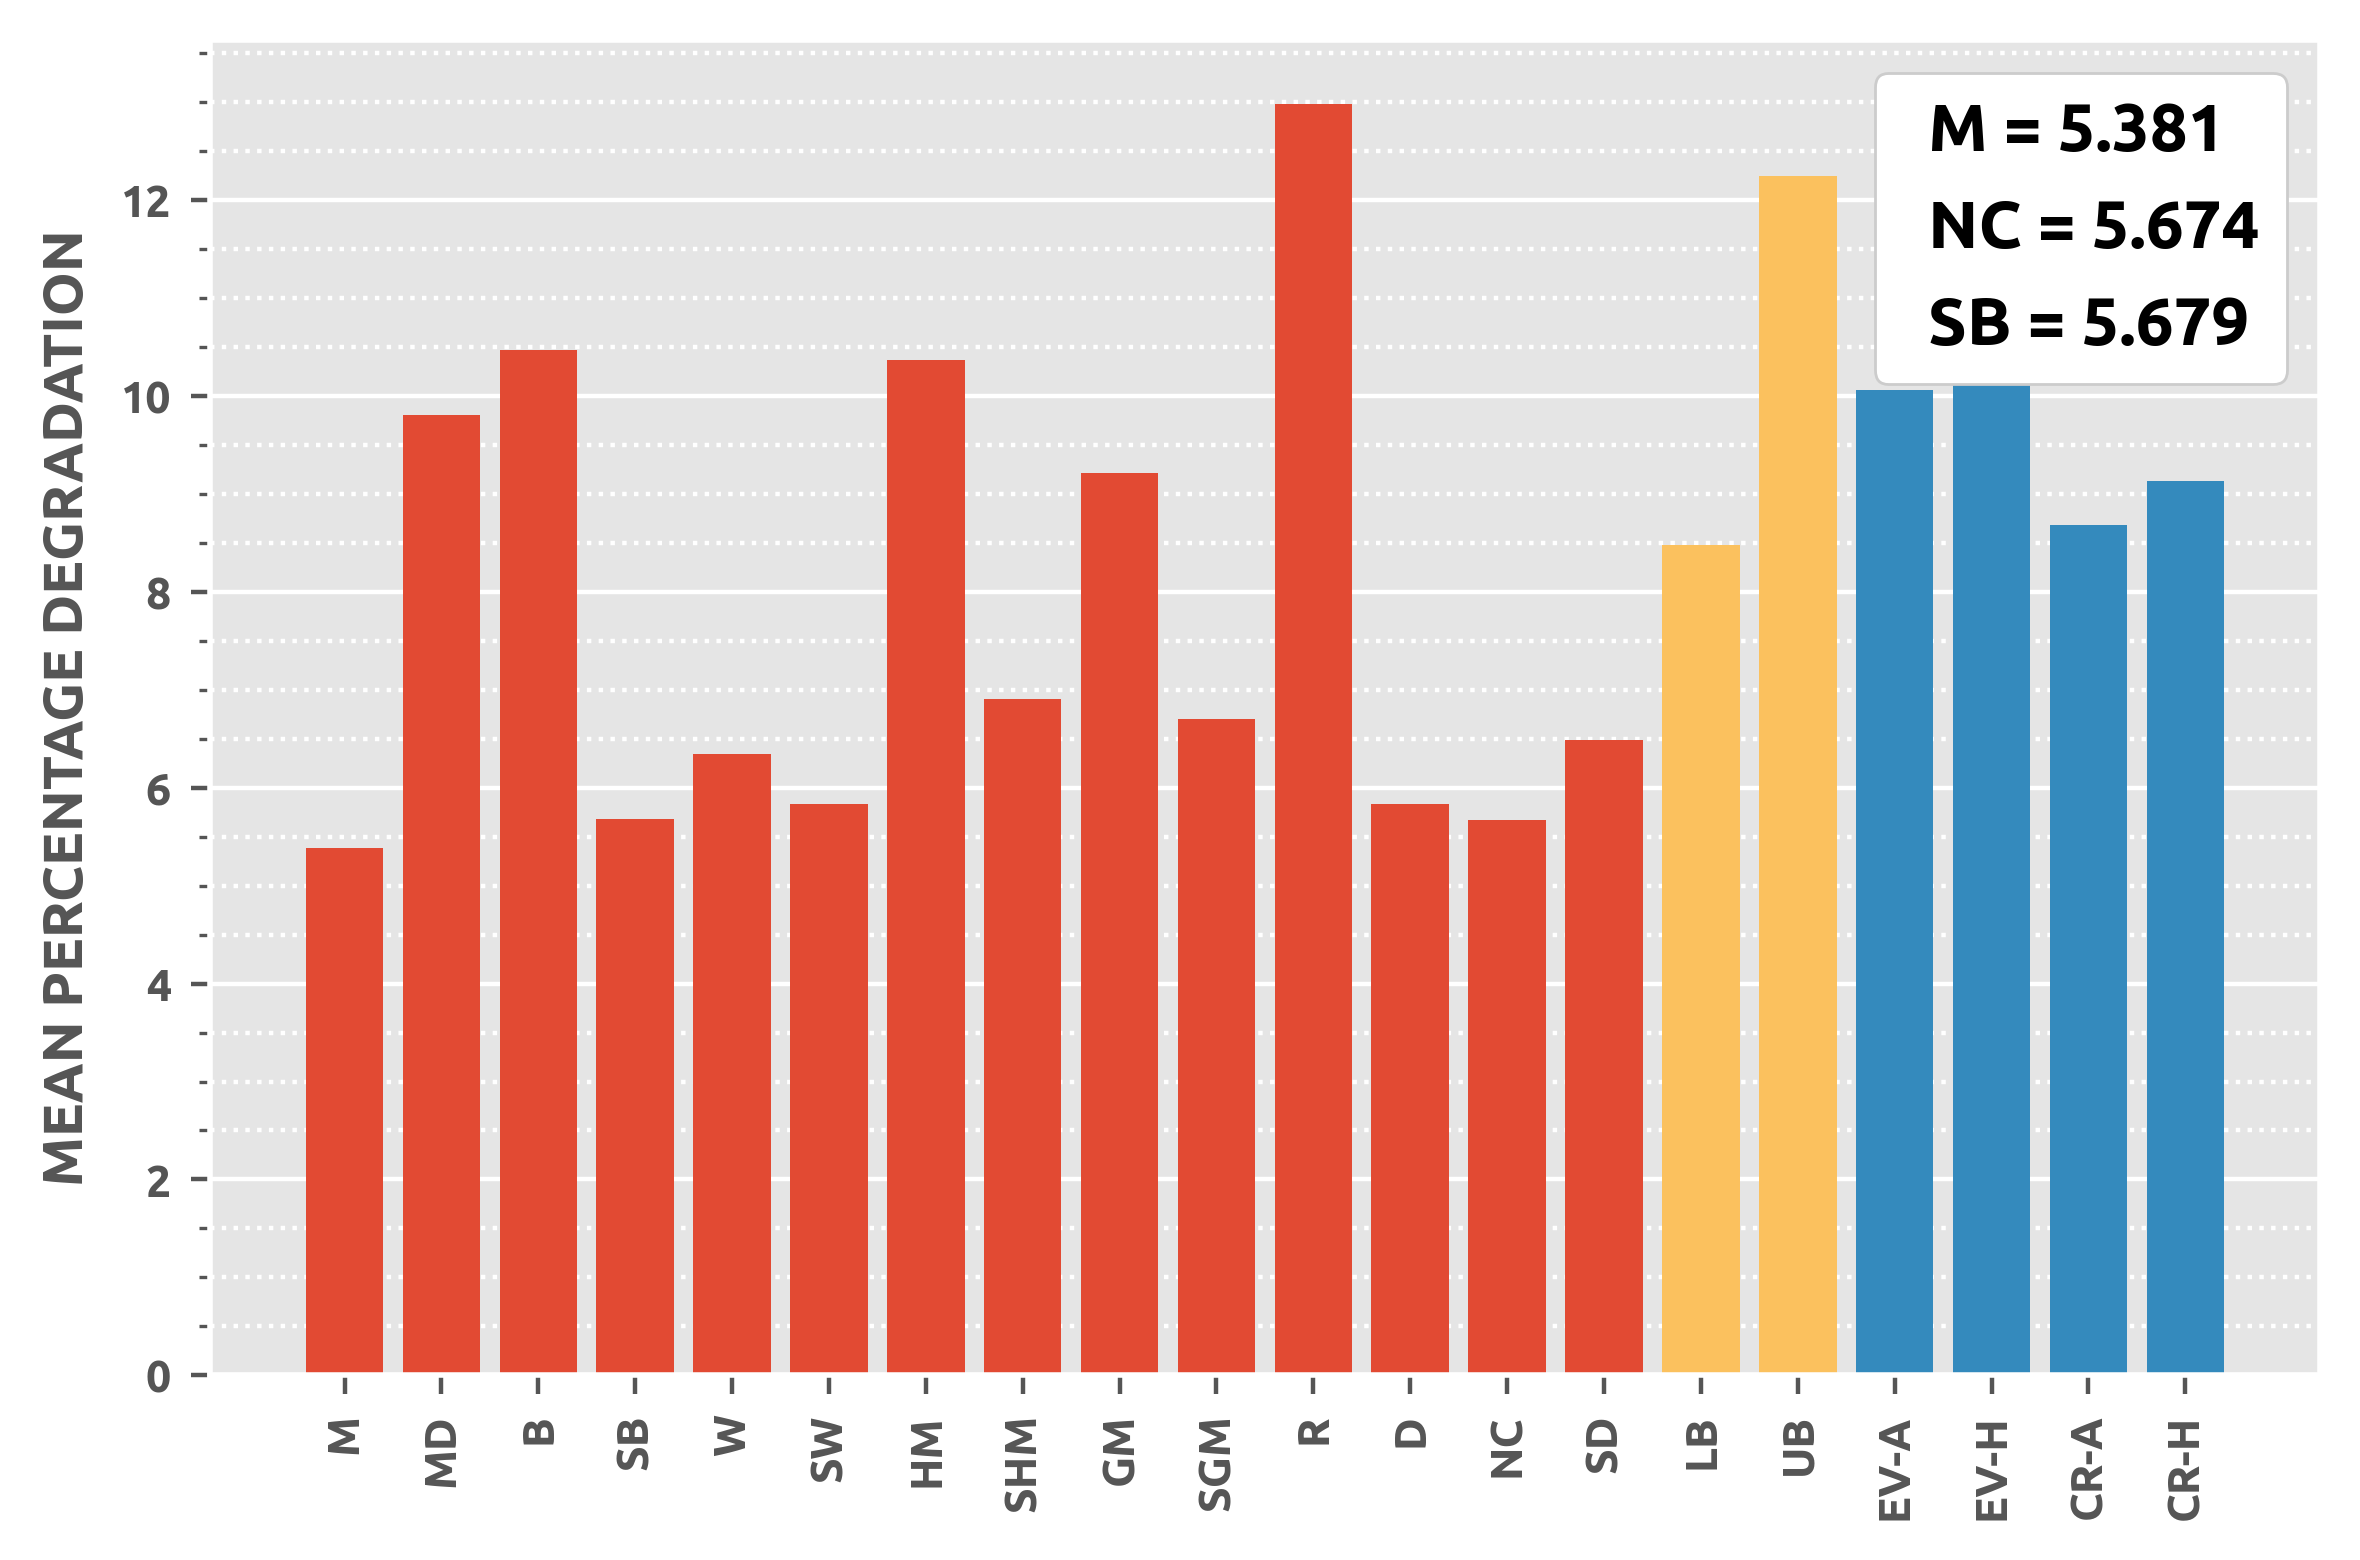 MEAN PERCENTAGE DEGRADATION
12
10
8
6
4
2
0
M = 5.381
NC = 5.674
SB = 5.679
M
MD
B
SB
W
SW
HM
SHM
GM
SGM
R
D
NC
SD
LB
UB
EV-A
EV-H
CR-A
CR-H